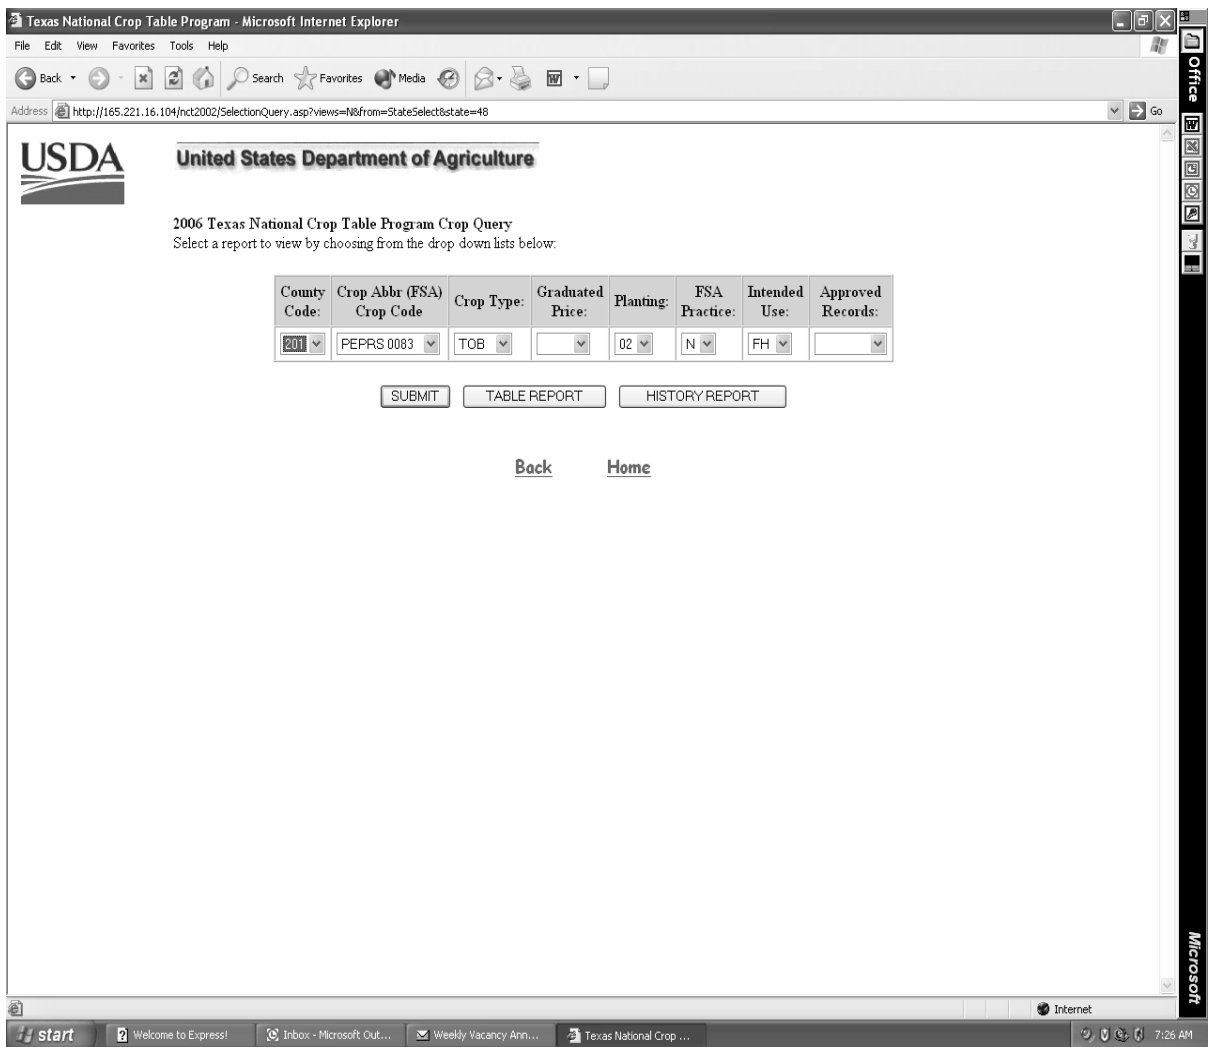 Texas National Crop Table Program - Microsoft Internet Explorer
File Edit View Favorites Tools Help
Back Search Favorites Media
Address http://165.221.16.104/nct2002/SelectionQuery.asp?views=N&from=StateSelect&state=48 Go
Office
USDA
United States Department of Agriculture
2006 Texas National Crop Table Program Crop Query
Select a report to view by choosing from the drop down lists below:
County Code: Crop Abbr (FSA) Crop Code Crop Type: Graduated Price: Planting: FSA Practice: Intended Use: Approved Records:
201 PEPRS 0083 TOB 02 N FH
SUBMIT TABLE REPORT HISTORY REPORT
Back Home
Microsoft
Internet
start Welcome to Express! Inbox - Microsoft Out... Weekly Vacancy Ann... Texas National Crop ... 7:26 AM